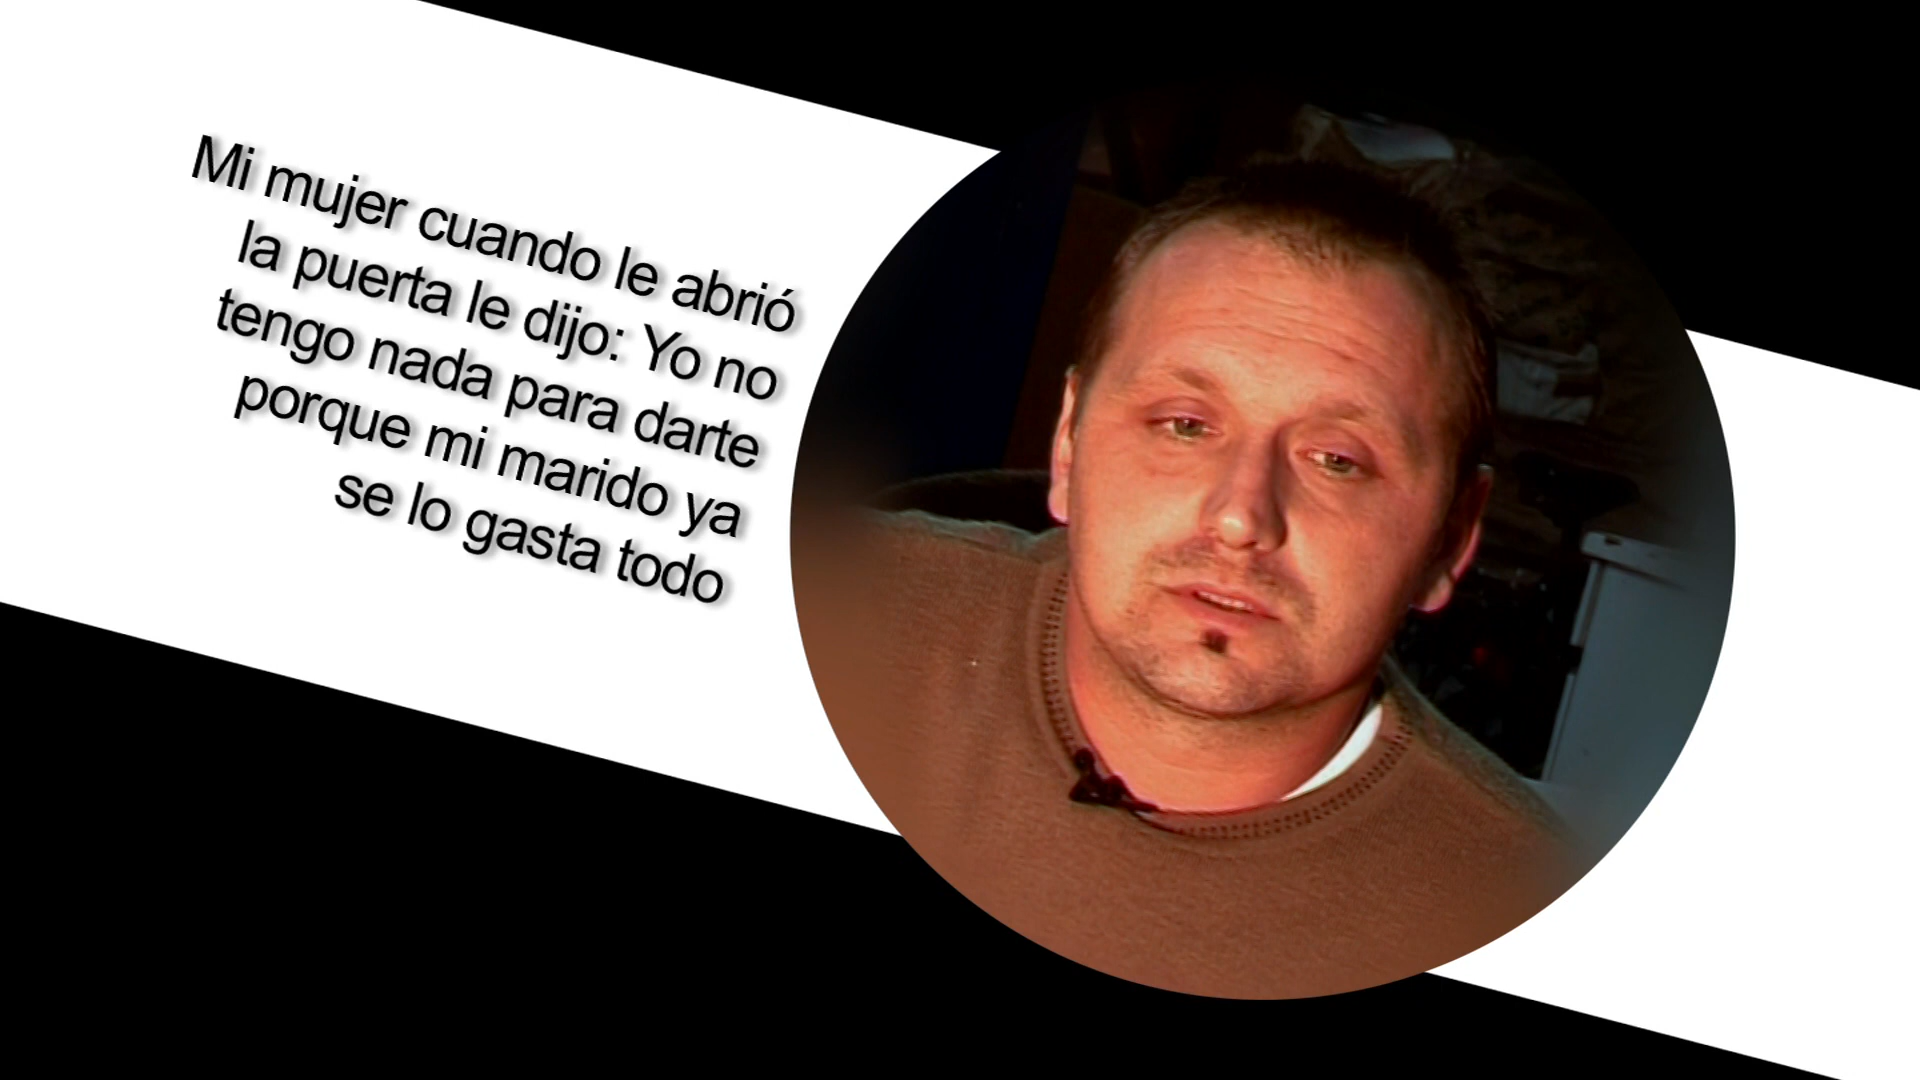 Mi mujer cuando le abrió
la puerta le dijo: Yo no
tengo nada para darte
porque mi marido ya
se lo gasta todo